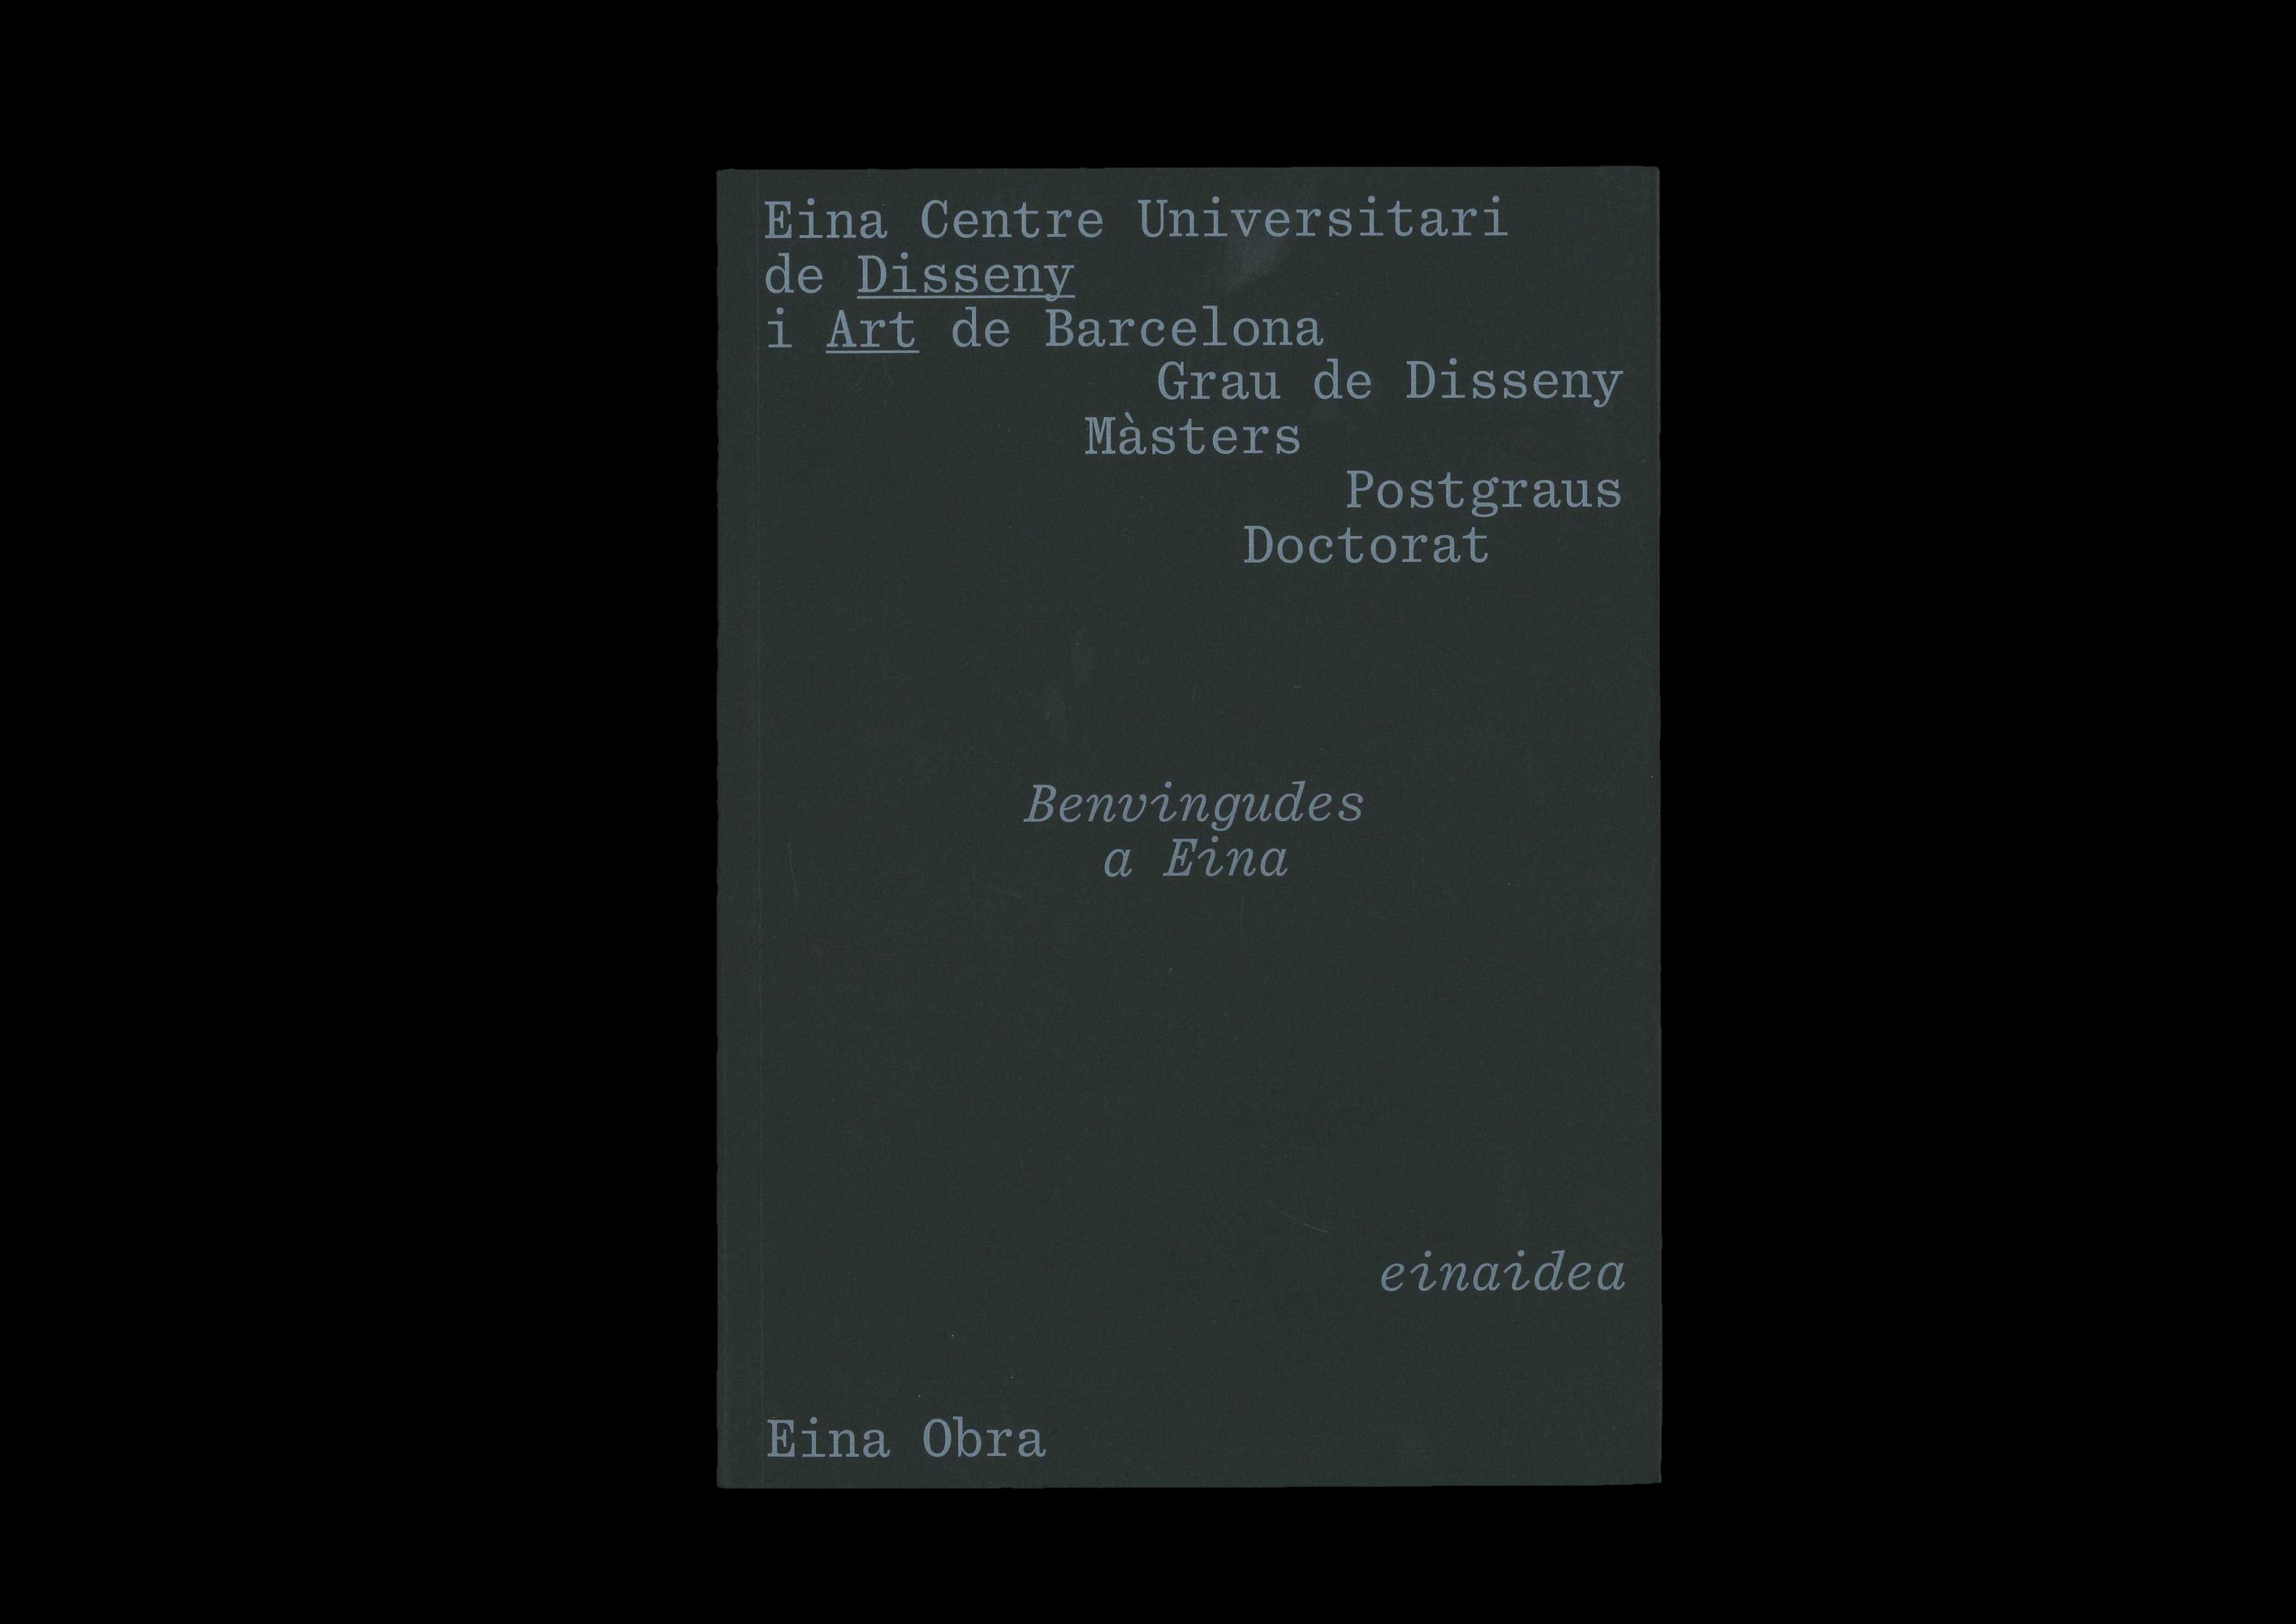 Eina Centre Universitari
de Disseny
i Art de Barcelona
Grau de Disseny
Màsters
Postgraus
Doctorat
Benvingudes
a Eina
einaidea
Eina Obra